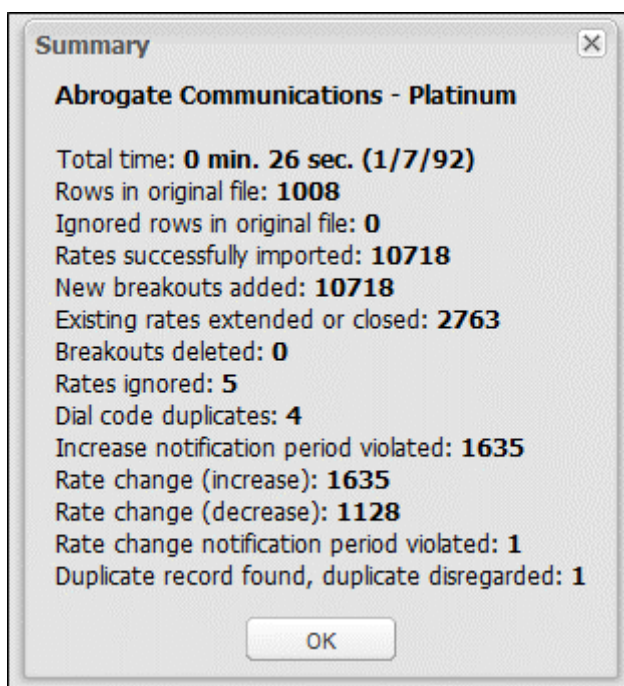 Summary
Abrogate Communications - Platinum
Total time: 0 min. 26 sec. (1/7/92)
Rows in original file: 1008
Ignored rows in original file: 0
Rates successfully imported: 10718
New breakouts added: 10718
Existing rates extended or closed: 2763
Breakouts deleted: 0
Rates ignored: 5
Dial code duplicates: 4
Increase notification period violated: 1635
Rate change (increase): 1635
Rate change (decrease): 1128
Rate change notification period violated: 1
Duplicate record found, duplicate disregarded: 1
OK